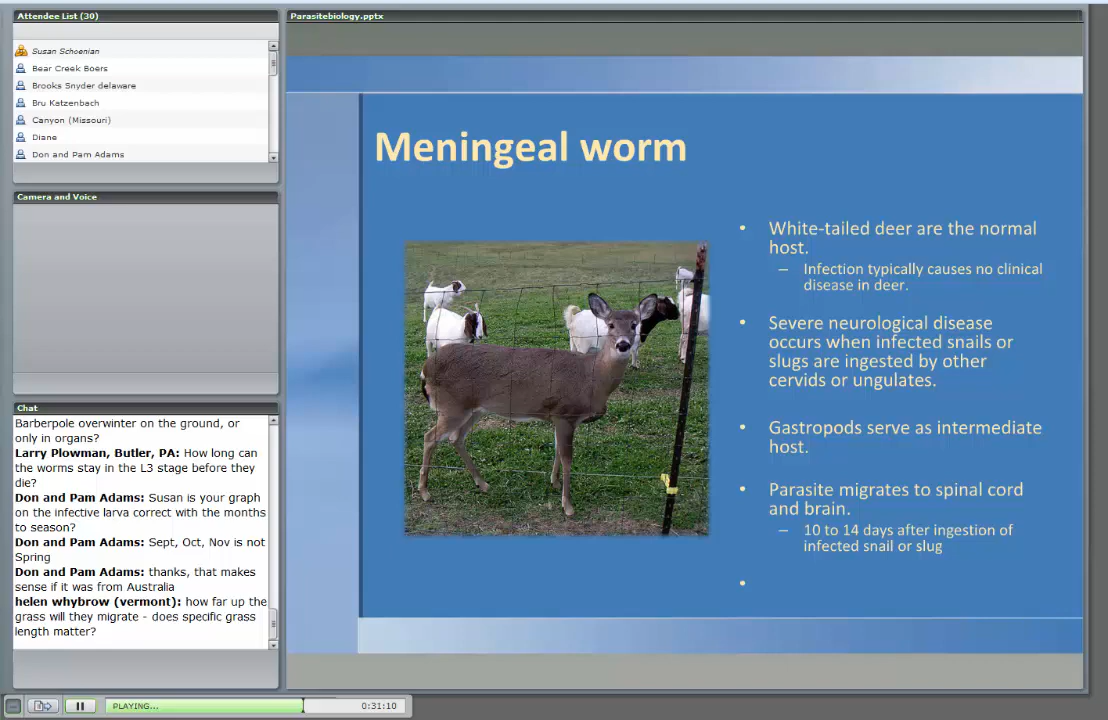 Attendee List (30)
Susan Schoenian
Bear Creek Boers
Brooks Snyder delaware
Bru Katzenbach
Canyon (Missouri)
Diane
Don and Pam Adams
Camera and Voice
Chat
Barberpole overwinter on the ground, or
only in organs?
Larry Plowman, Butler, PA: How long can
the worms stay in the L3 stage before they
die?
Don and Pam Adams: Susan is your graph
on the infective larva correct with the months
to season?
Don and Pam Adams: Sept, Oct, Nov is not
Spring
Don and Pam Adams: thanks, that makes
sense if it was from Australia
helen whybrow (vermont): how far up the
grass will they migrate - does specific grass
length matter?
PLAYING...
0:31:10
Parasitebiology.pptx
Meningeal worm
• White-tailed deer are the normal
host.
– Infection typically causes no clinical
disease in deer.
• Severe neurological disease
occurs when infected snails or
slugs are ingested by other
cervids or ungulates.
• Gastropods serve as intermediate
host.
• Parasite migrates to spinal cord
and brain.
– 10 to 14 days after ingestion of
infected snail or slug
•